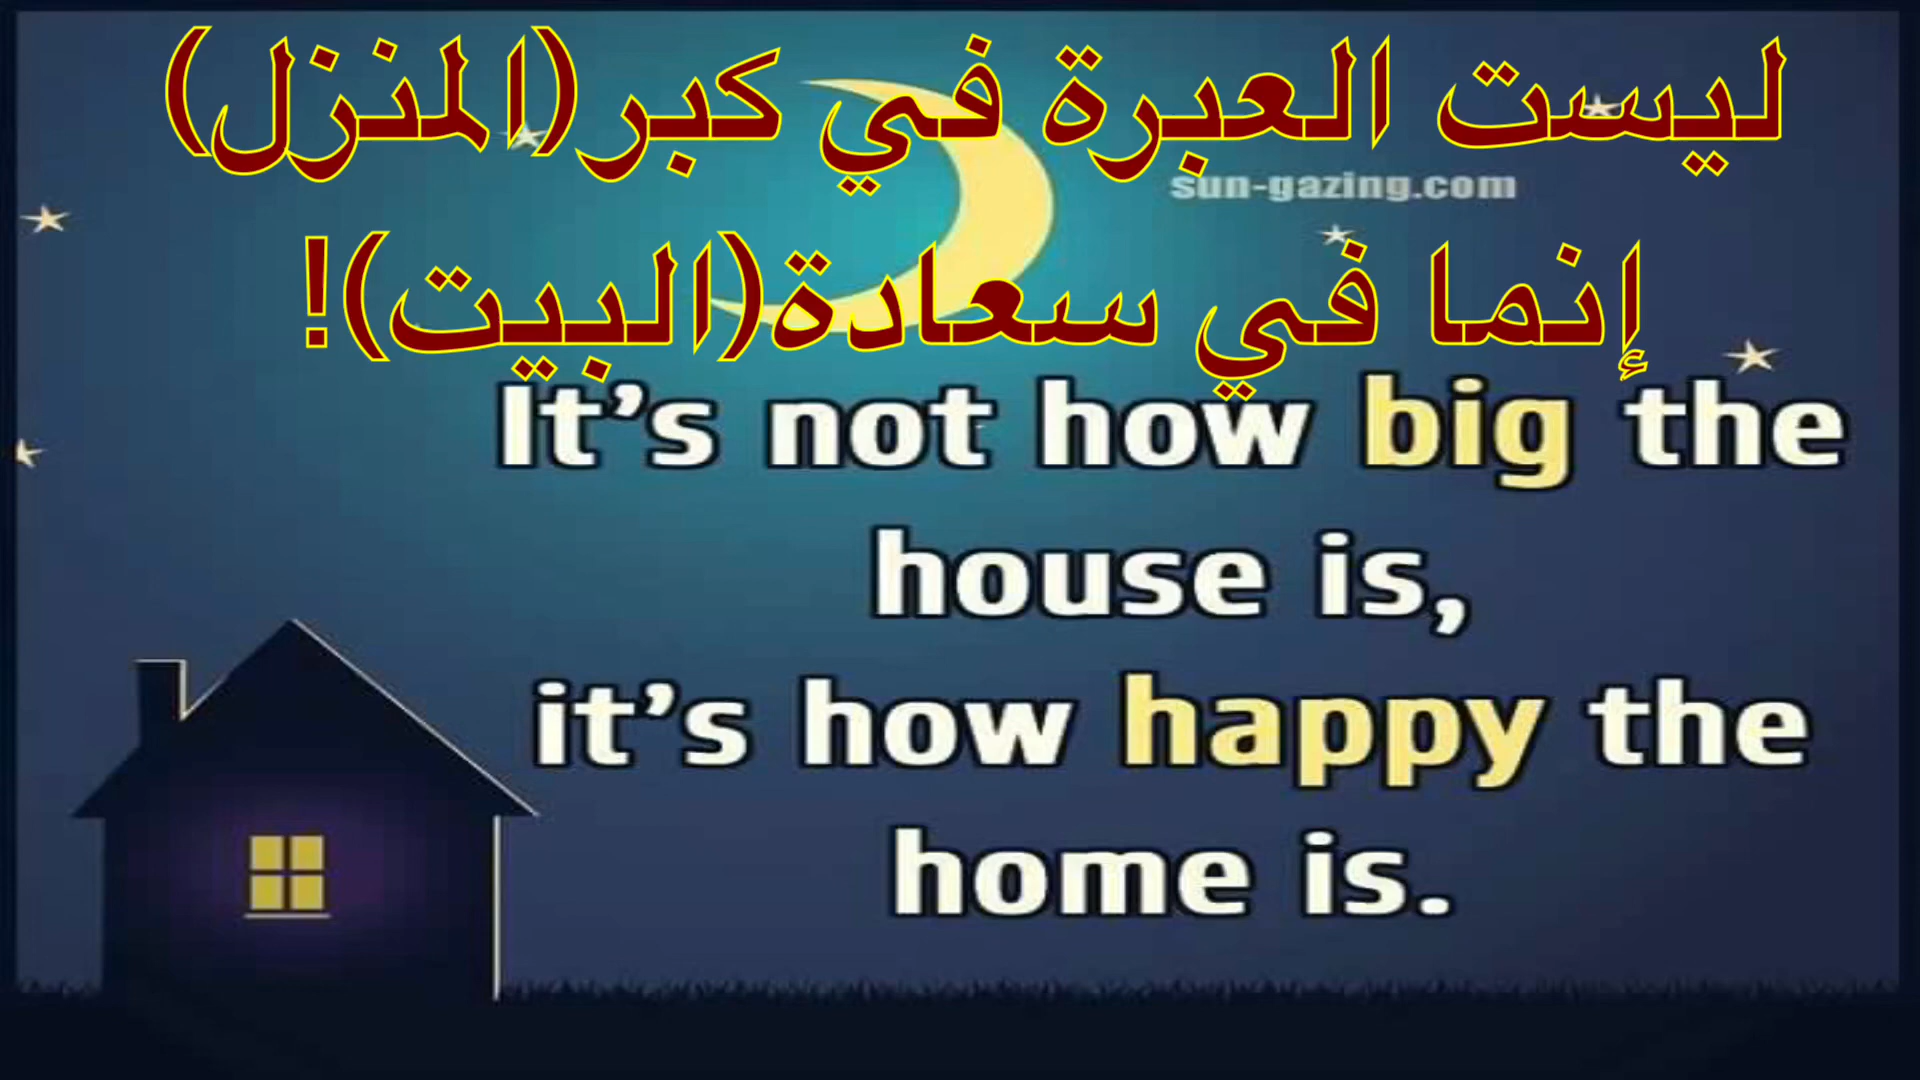 ليست العبرة في كبر(المنزل)
sun-gazing.com
إنما في سعادة(البيت)!
It's not how big the
house is,
it's how happy the
home is.